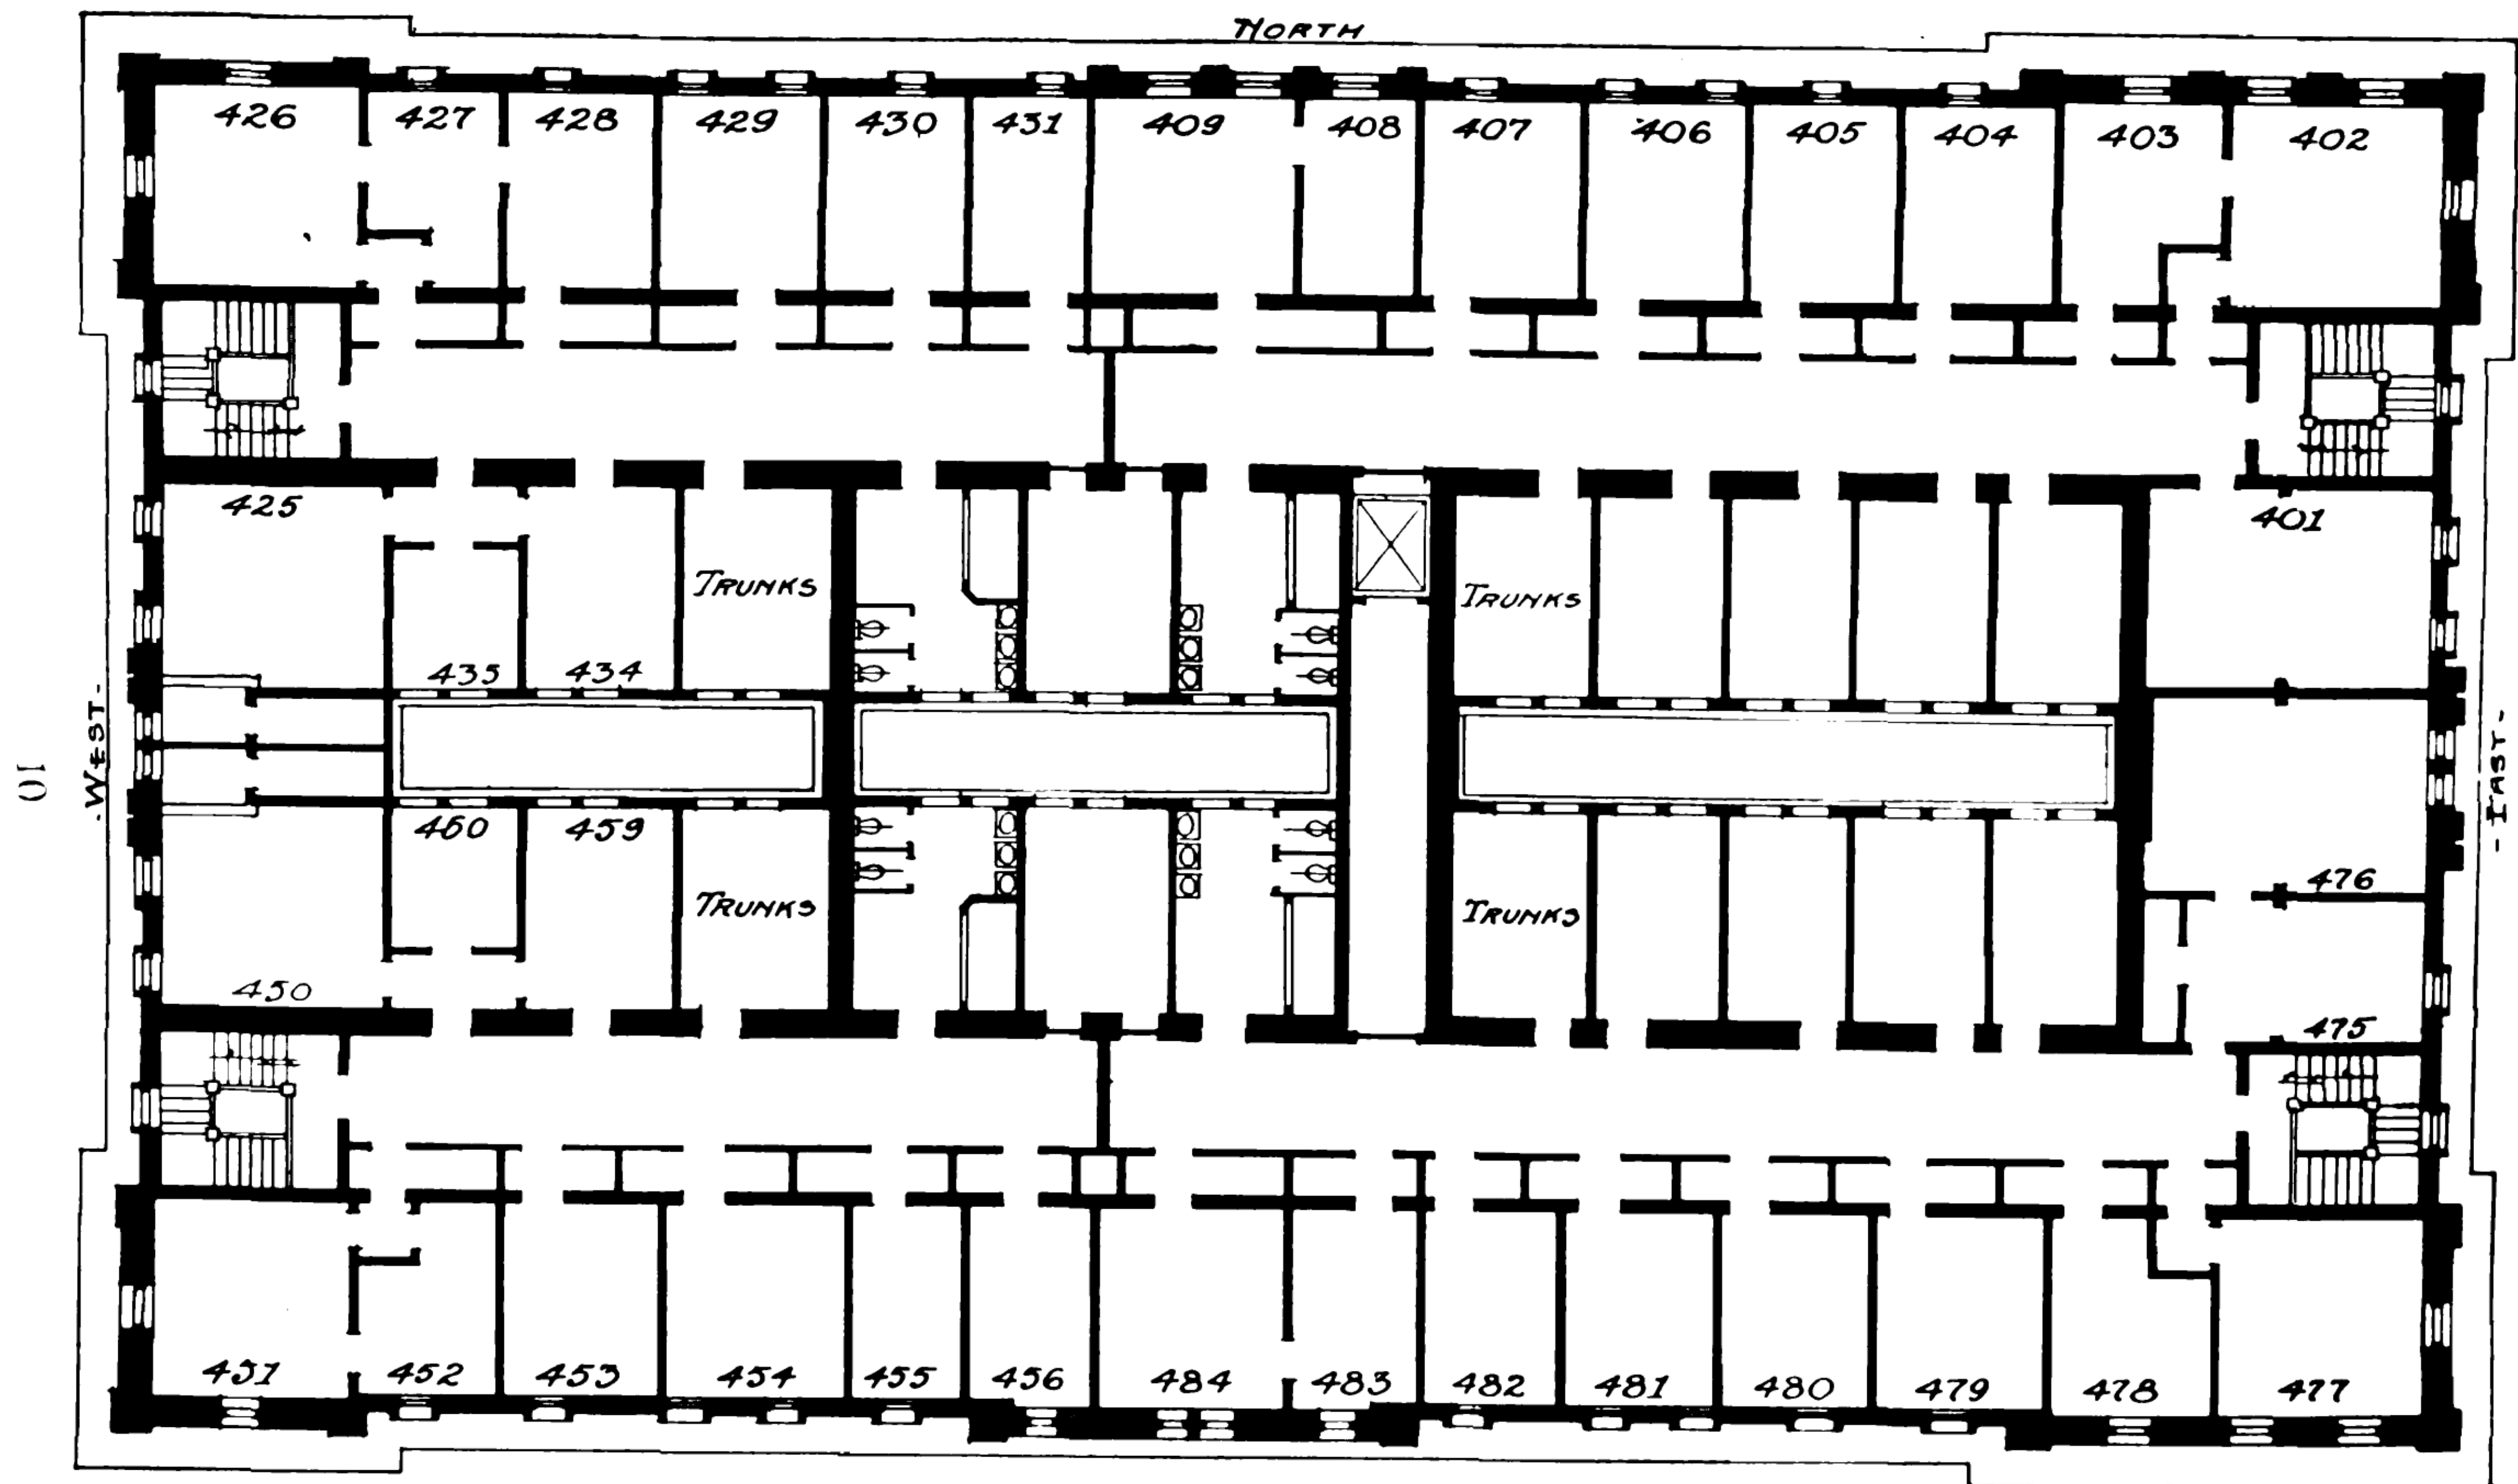 NORTH
426 427 428 429 430 431 409 408 407 406 405 404 403 402
425 401
TRUNKS TRUNKS
435 434
- WEST -
10
- EAST -
460 459
476
TRUNKS TRUNKS
450
475
451 452 453 454 455 456 484 483 482 481 480 479 478 477